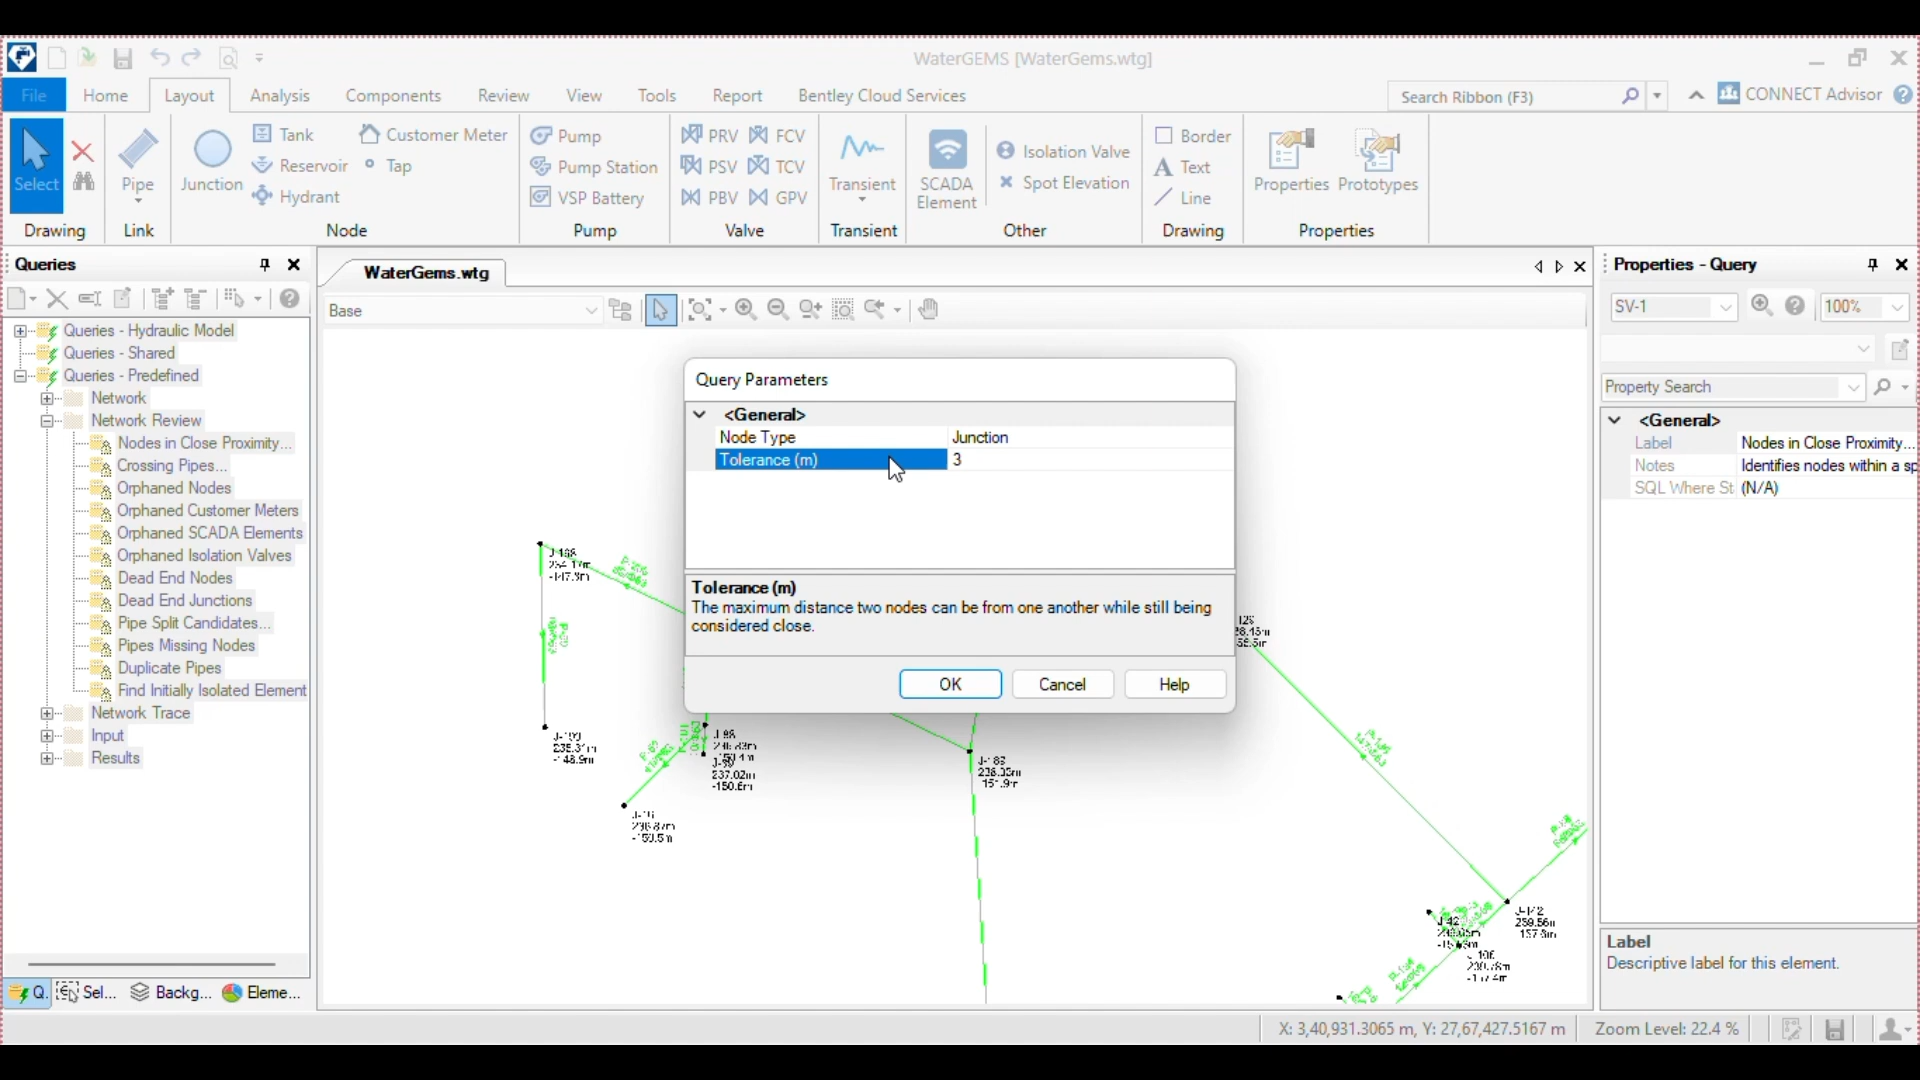 WaterGEMS [WaterGems.wtg]
File Home Layout Analysis Components Review View Tools Report Bentley Cloud Services Search Ribbon (F3) CONNECT Advisor
Select Pipe Junction Tank Customer Meter Reservoir Tap Hydrant
Pump Pump Station VSP Battery
PRV FCV PSV TCV PBV GPV
Transient SCADA Element Isolation Valve Spot Elevation
Border Text Line Properties Prototypes
Drawing Link Node Pump Valve Transient Other Drawing Properties
Queries
Queries - Hydraulic Model
Queries - Shared
Queries - Predefined
Network
Network Review
Nodes in Close Proximity...
Crossing Pipes...
Orphaned Nodes
Orphaned Customer Meters
Orphaned SCADA Elements
Orphaned Isolation Valves
Dead End Nodes
Dead End Junctions
Pipe Split Candidates...
Pipes Missing Nodes
Duplicate Pipes
Find Initially Isolated Element
Network Trace
Input
Results
Q. Sel... Backg... Eleme...
WaterGems.wtg
Base
Query Parameters
<General>
Node Type Junction
Tolerance (m) 3
Tolerance (m)
The maximum distance two nodes can be from one another while still being
considered close.
OK Cancel Help
237.02m
-150.6m
Properties - Query
SV-1 100%
Property Search
<General>
Label Nodes in Close Proximity...
Notes Identifies nodes within a sp
SQL Where St (N/A)
Label
Descriptive label for this element.
X: 3,40,931.3065 m, Y: 27,67,427.5167 m Zoom Level: 22.4 %